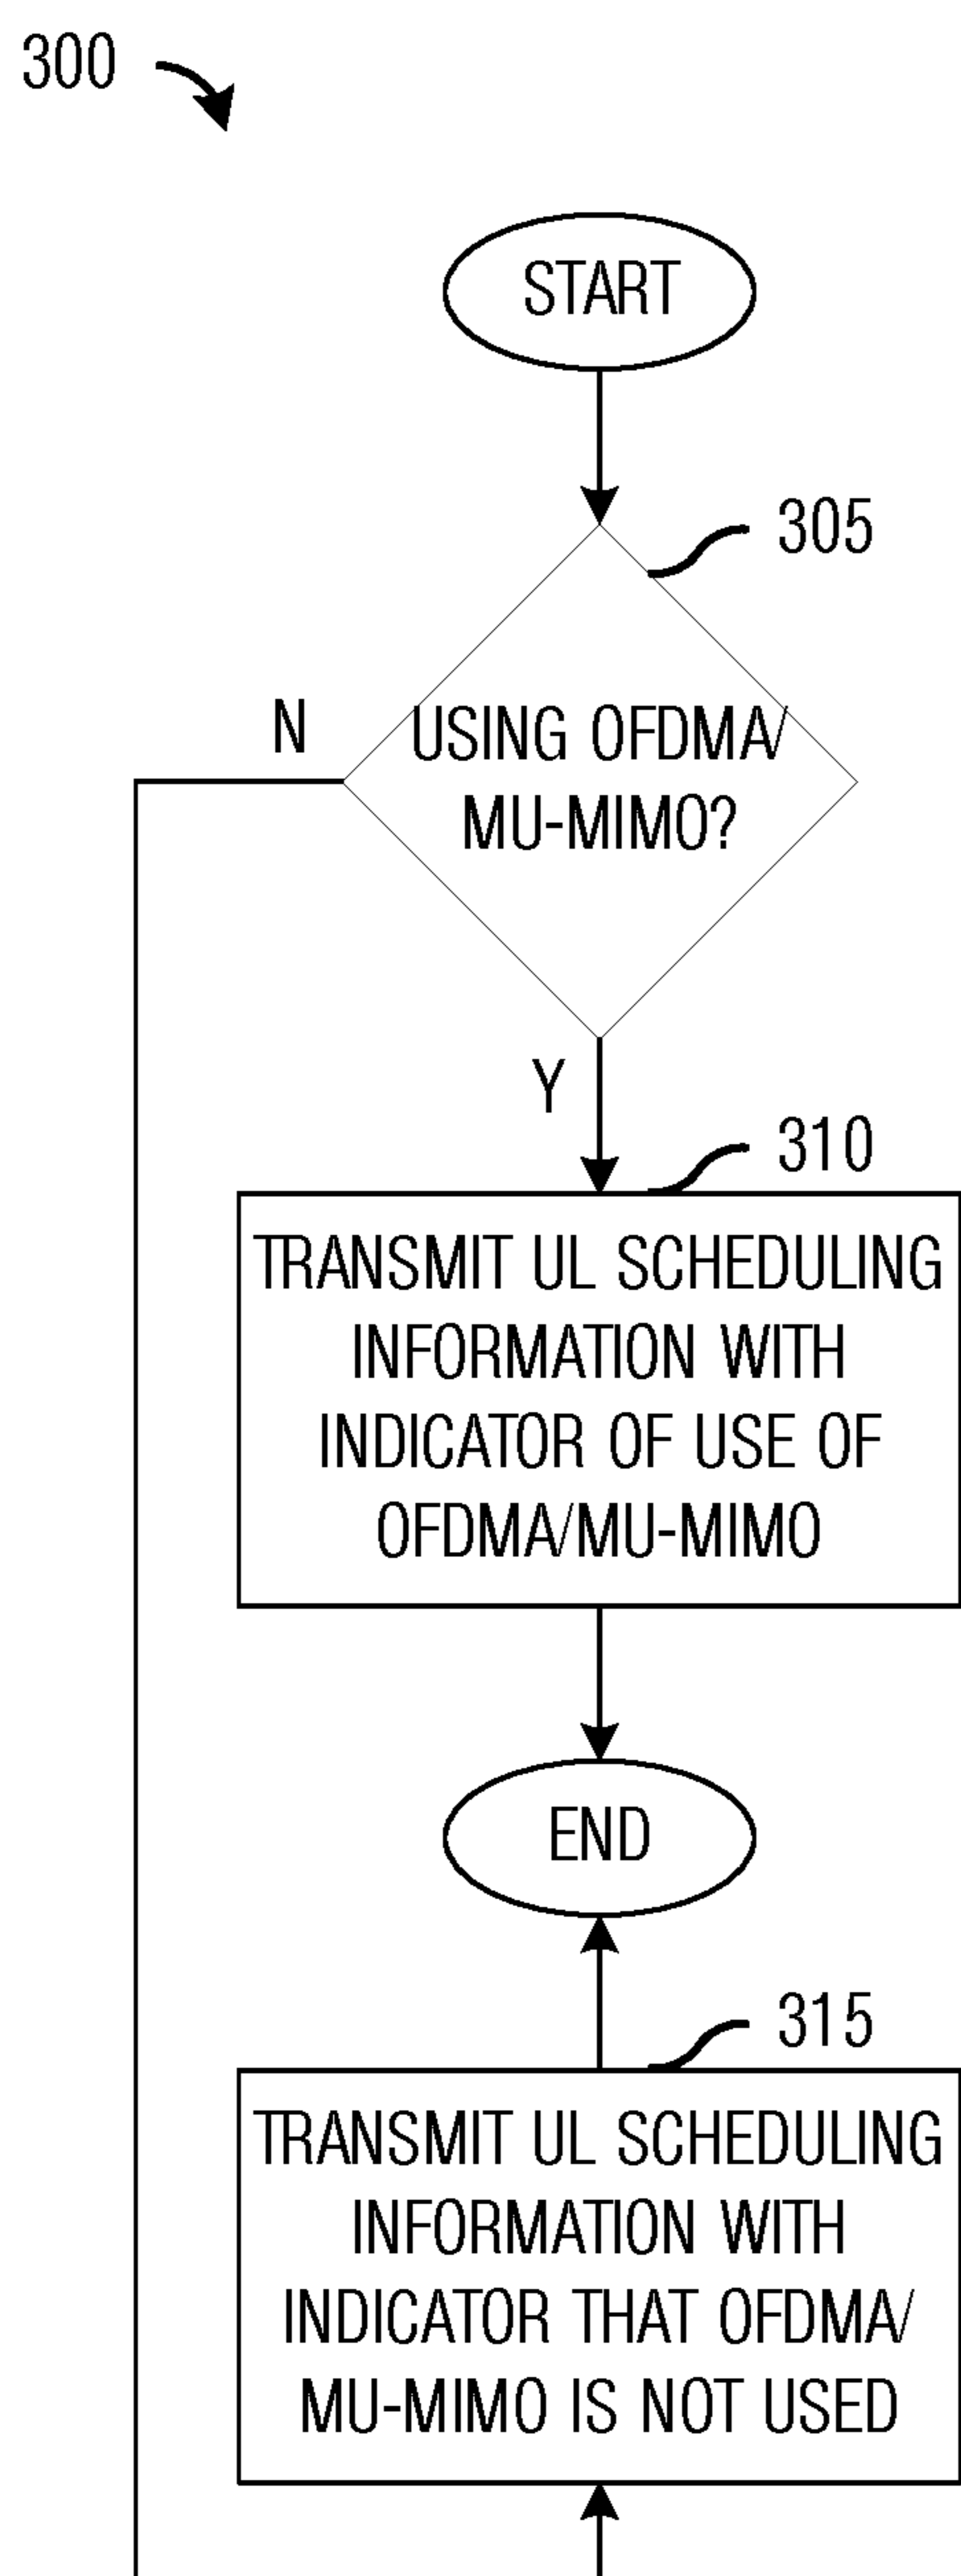 300
START
305
N
USING OFDMA/
MU-MIMO?
Y
310
TRANSMIT UL SCHEDULING
INFORMATION WITH
INDICATOR OF USE OF
OFDMA/MU-MIMO
END
315
TRANSMIT UL SCHEDULING
INFORMATION WITH
INDICATOR THAT OFDMA/
MU-MIMO IS NOT USED